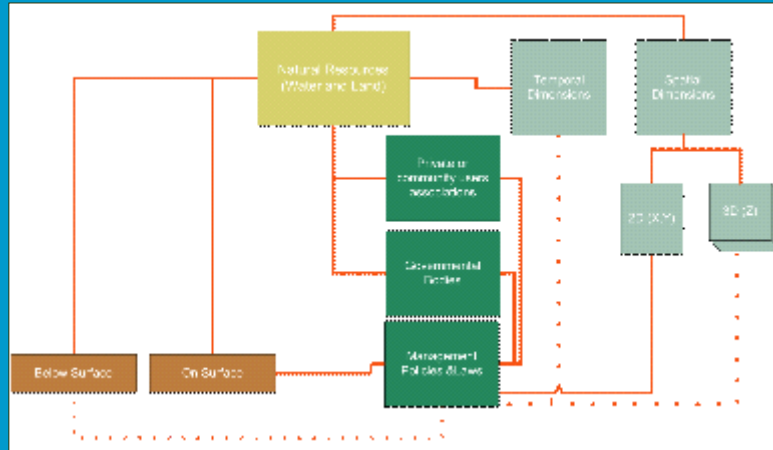 Natural Resources
(Water and Land)
Temporal
Dimensions
Spatial
Dimensions
Private or
community users
associations
2D (X,Y)
3D (Z)
Governmental
Bodies
Management
Policies &Laws
Below Surface
On Surface